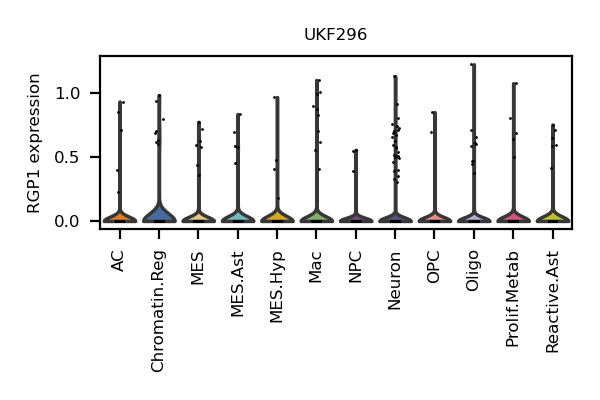 UKF296
RGP1 expression
1.0
0.5
0.0
AC
Chromatin.Reg
MES
MES.Ast
MES.Hyp
Mac
NPC
Neuron
OPC
Oligo
Prolif.Metab
Reactive.Ast